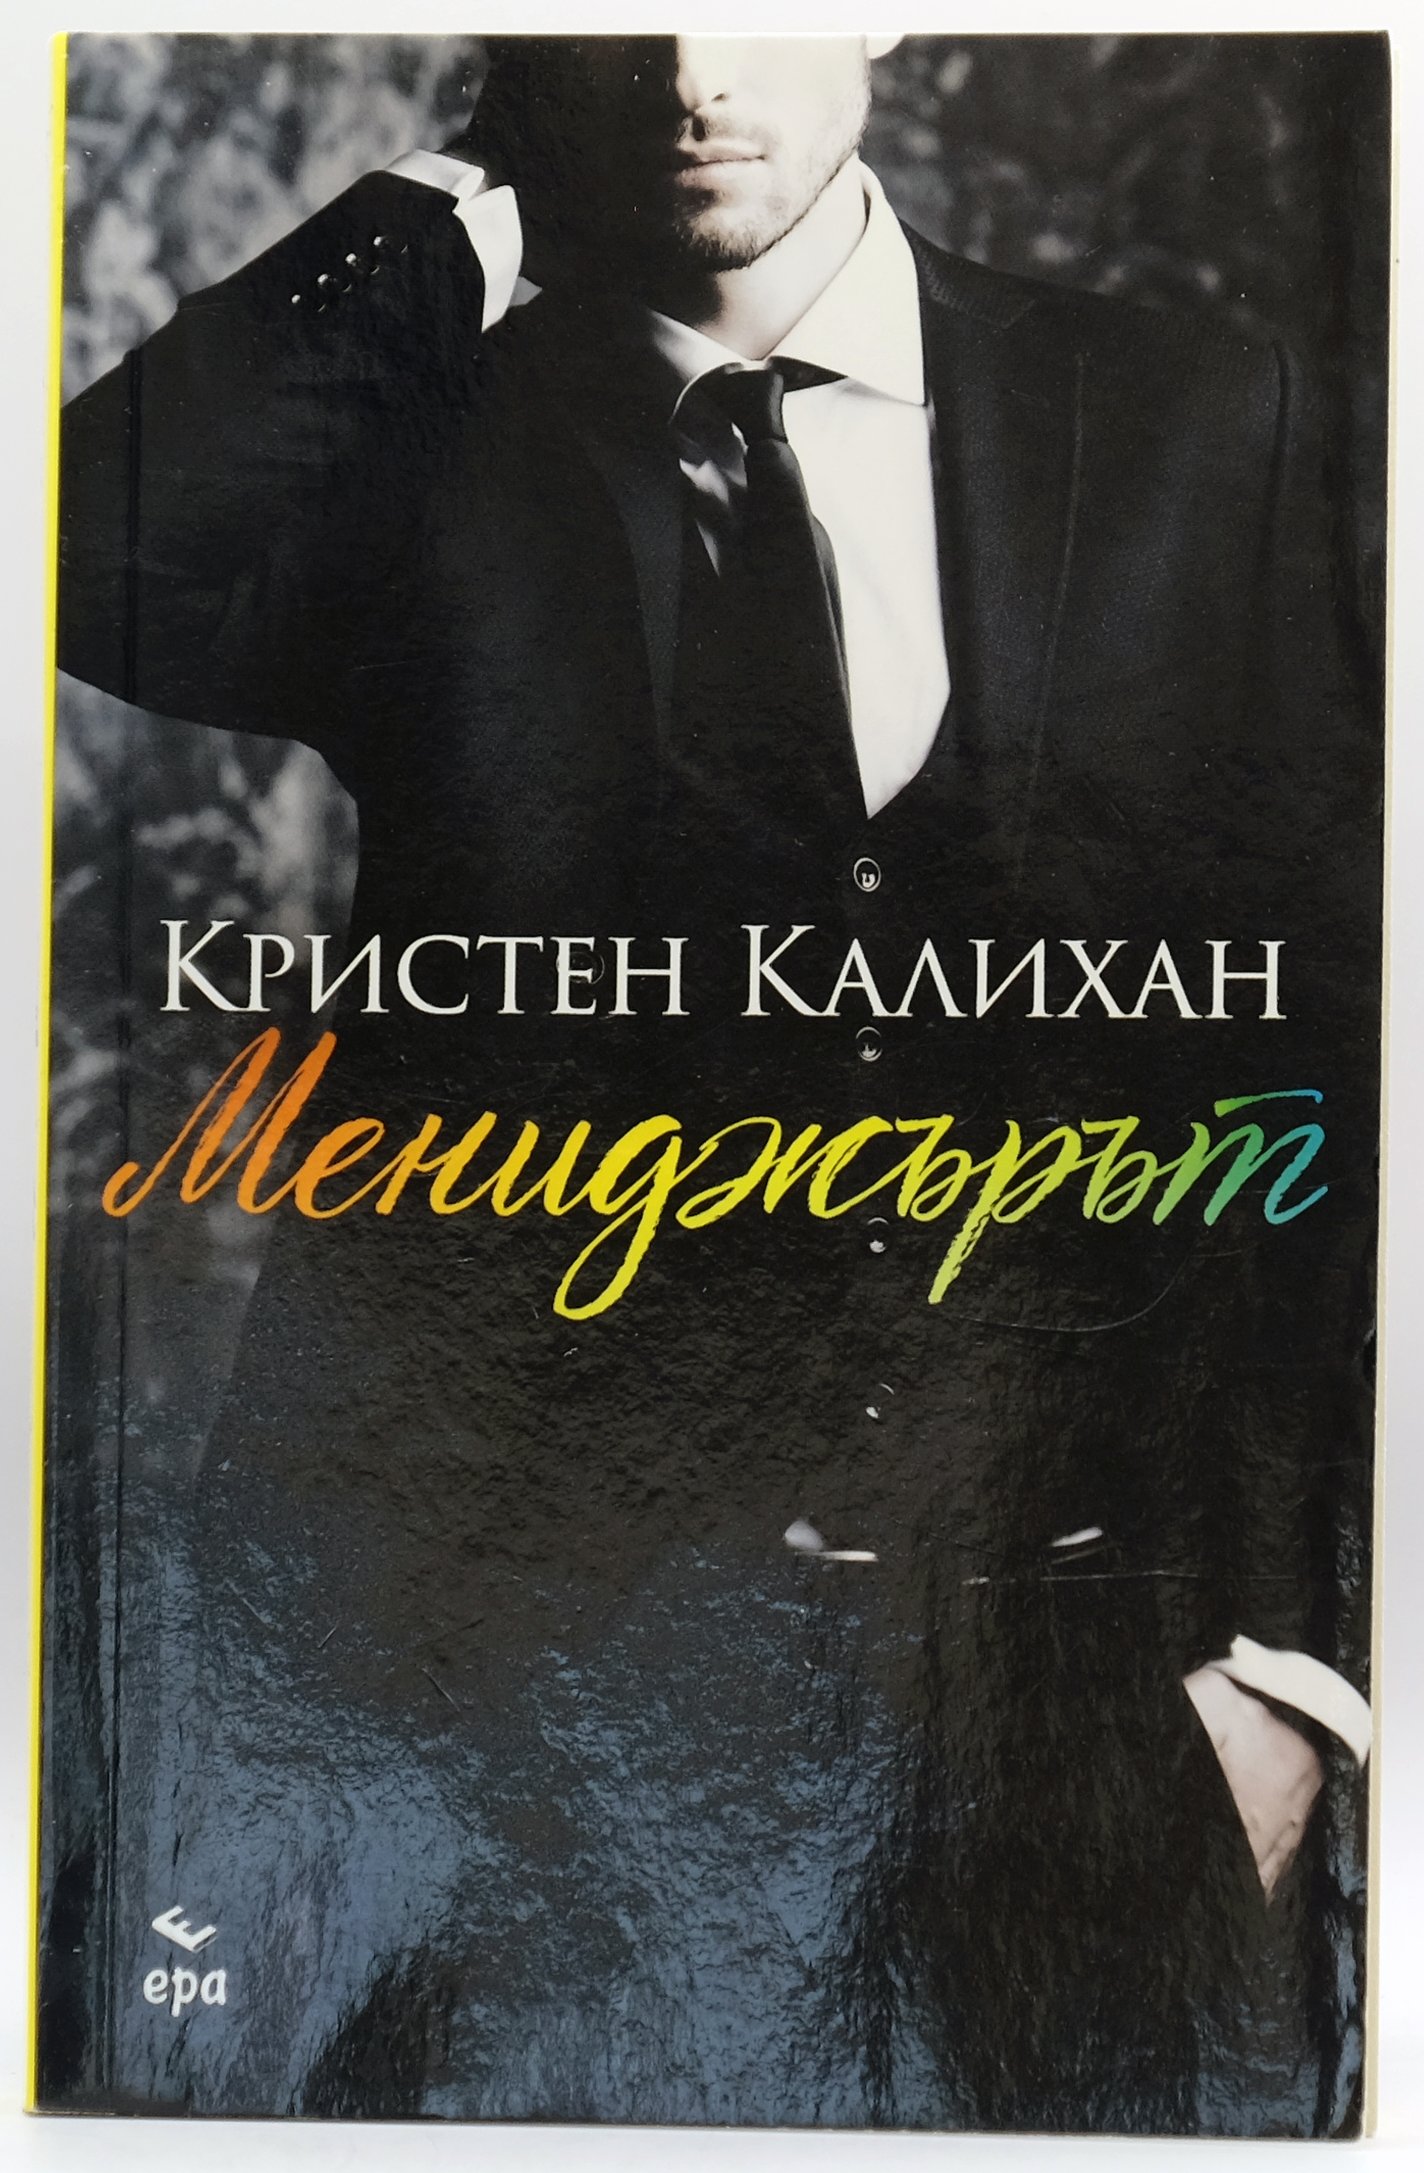 Кристен Калихан
Мениджърът
Е
ера